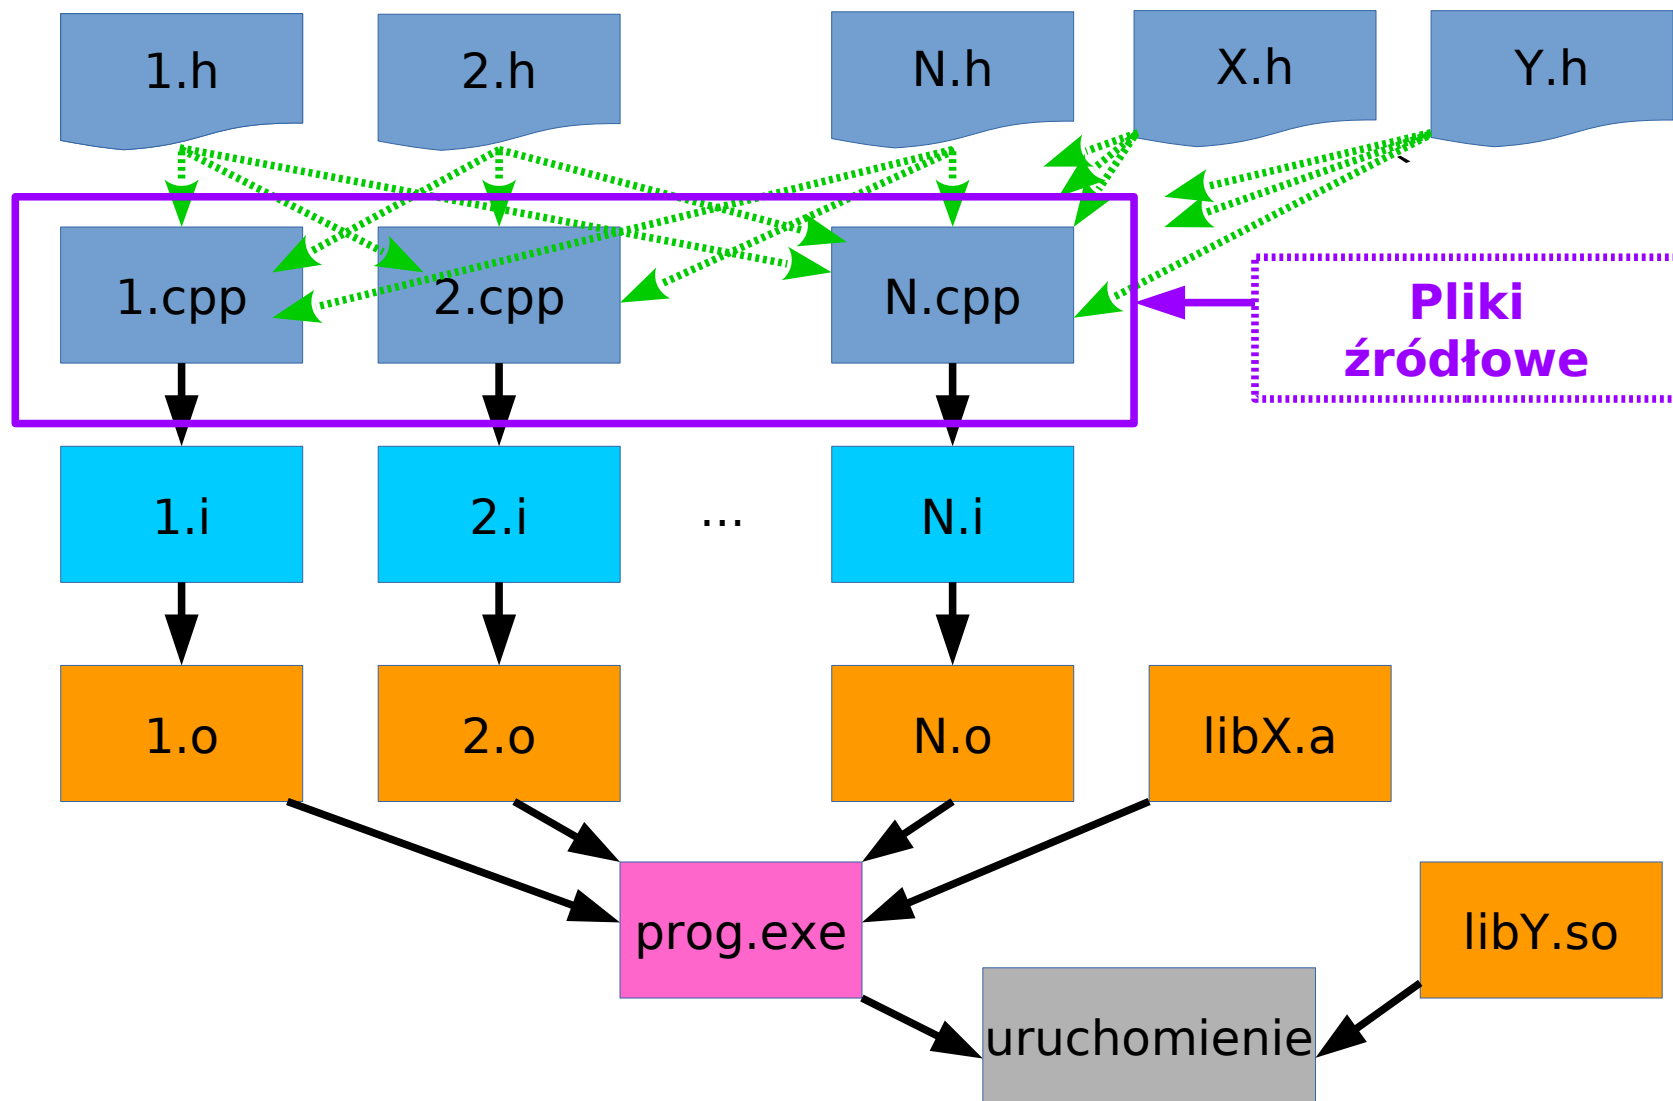 1.h
2.h
N.h
X.h
Y.h
1.cpp
2.cpp
N.cpp
Pliki
źródłowe
1.i
2.i
...
N.i
1.o
2.o
N.o
libX.a
prog.exe
libY.so
uruchomienie